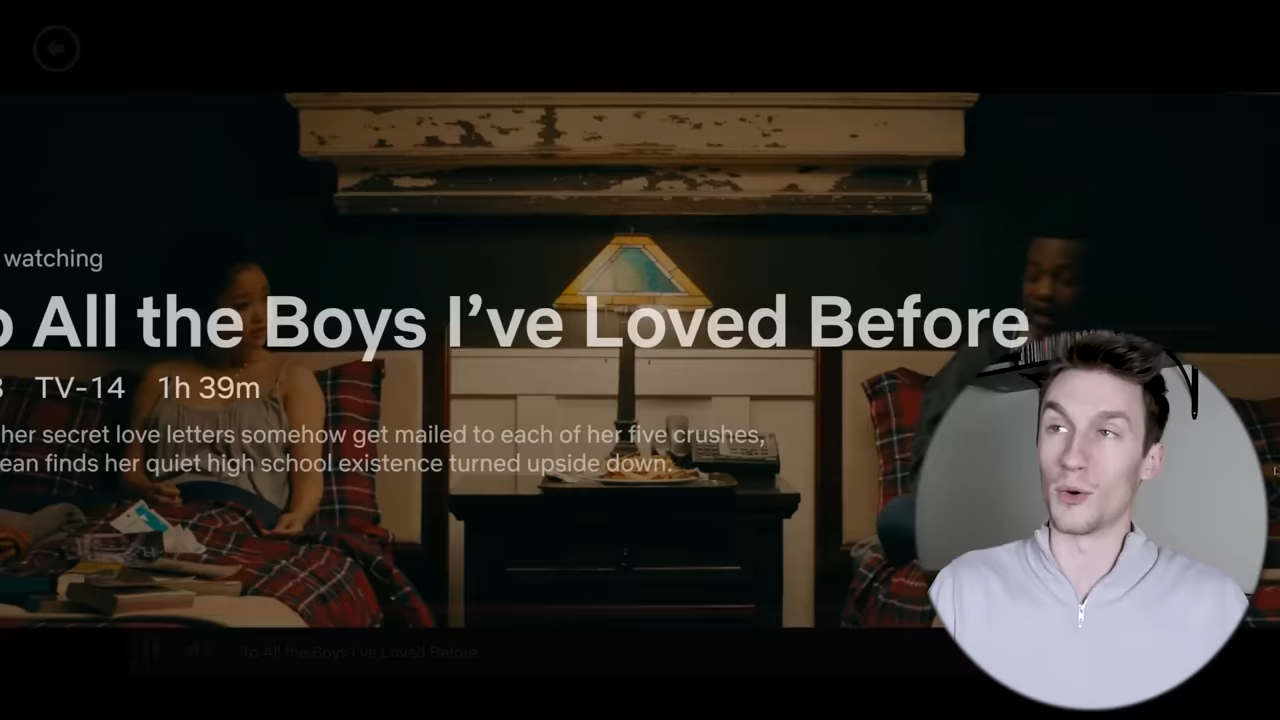 watching
o All the Boys I've Loved Before
TV-14 1h 39m
her secret love letters somehow get mailed to each of her five crushes,
ean finds her quiet high school existence turned upside down.
To All the Boys I've Loved Before